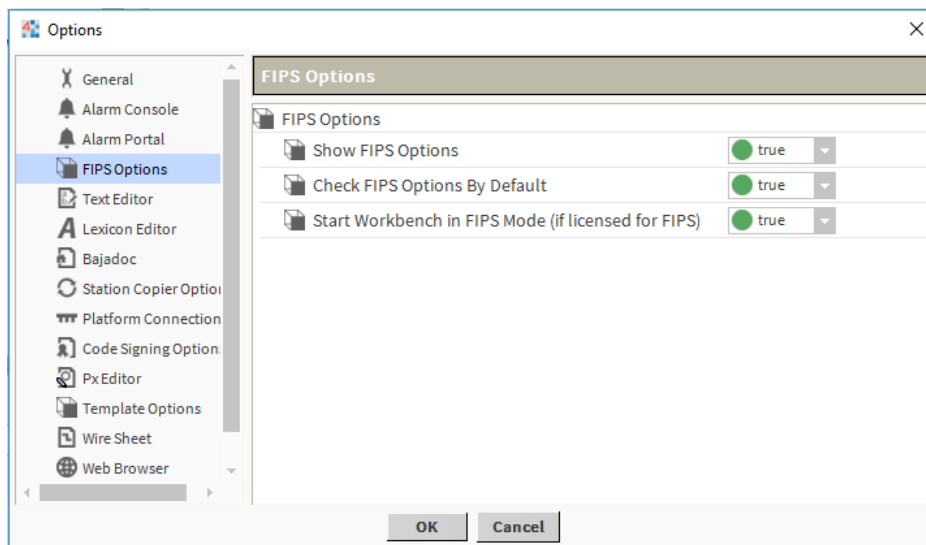 Options
General
Alarm Console
Alarm Portal
FIPS Options
Text Editor
Lexicon Editor
Bajadoc
Station Copier Option
Platform Connection
Code Signing Option
Px Editor
Template Options
Wire Sheet
Web Browser
FIPS Options
FIPS Options
Show FIPS Options true
Check FIPS Options By Default true
Start Workbench in FIPS Mode (if licensed for FIPS) true
OK Cancel